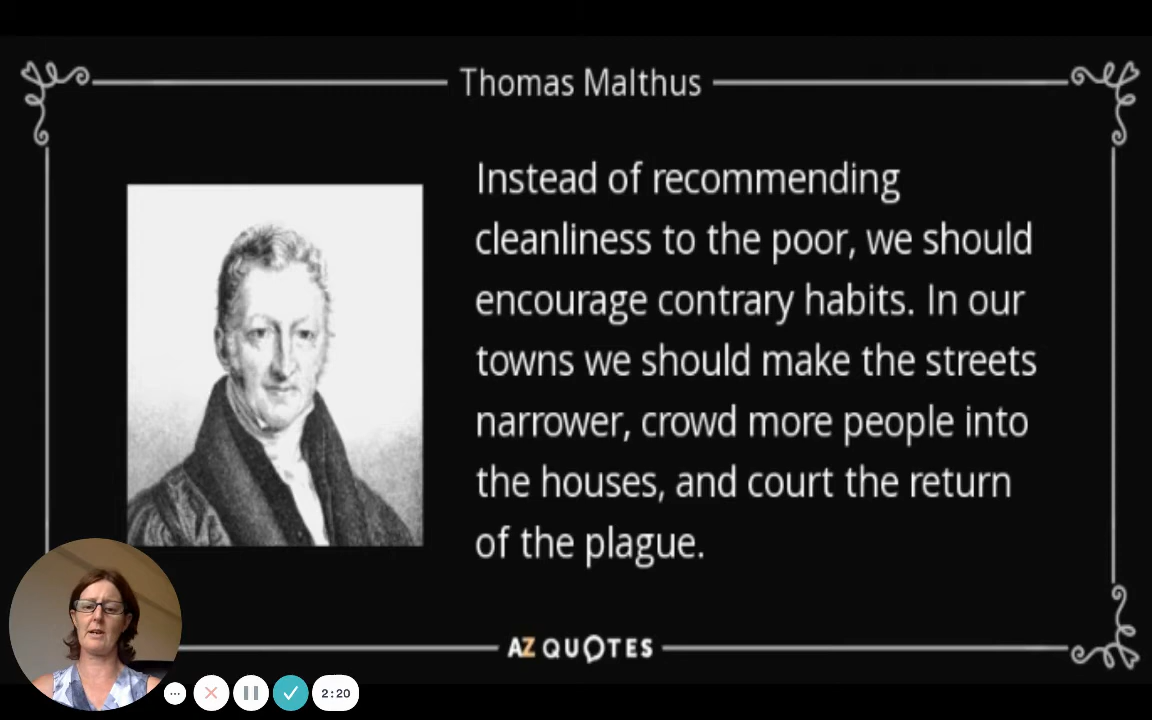 Thomas Malthus
Instead of recommending
cleanliness to the poor, we should
encourage contrary habits. In our
towns we should make the streets
narrower, crowd more people into
the houses, and court the return
of the plague.
AZ QUOTES
2:20